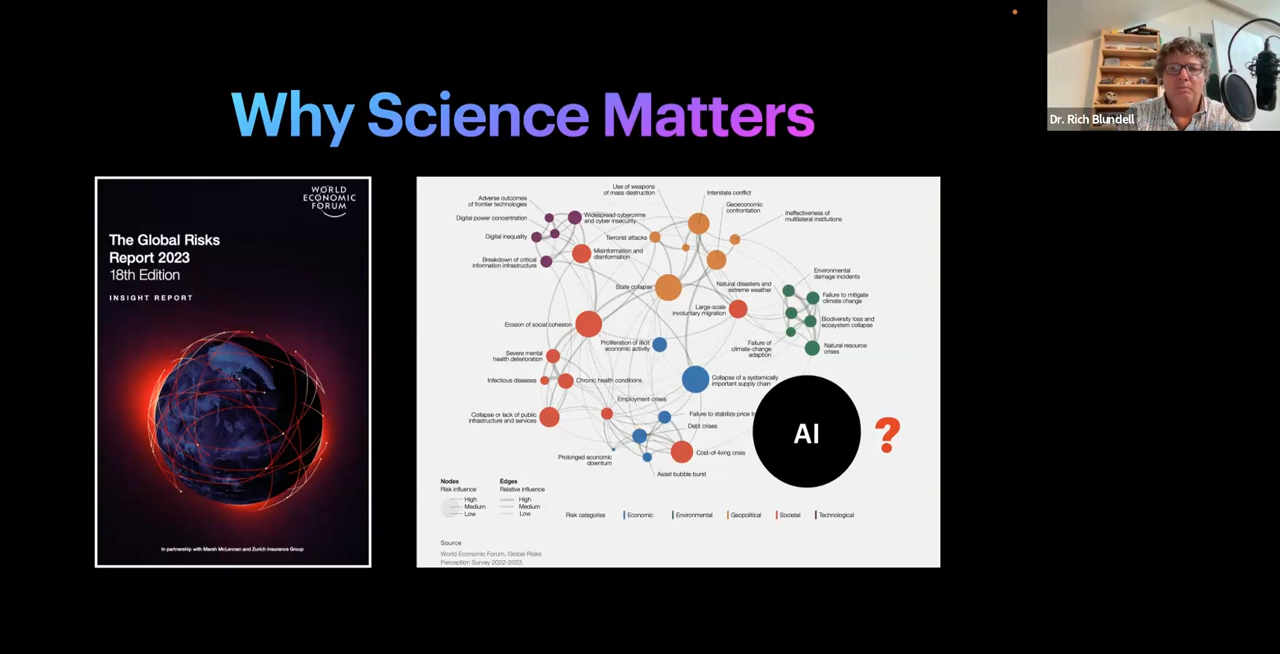 Why Science Matters
Dr. Rich Blundell
WORLD
ECONOMIC
FORUM
The Global Risks
Report 2023
18th Edition
INSIGHT REPORT
In partnership with Marsh McLennan and Zurich Insurance Group
Use of weapons
of mass destruction
Interstate conflict
Adverse outcomes
of frontier technologies
Geoeconomic
confrontation
Digital power concentration
Widespread cybercrime
and cyber insecurity
Ineffectiveness of
multilateral institutions
Digital inequality
Terrorist attacks
Misinformation and
disinformation
Breakdown of critical
information infrastructure
Environmental
damage incidents
State collapse
Natural disasters and
extreme weather
Failure to mitigate
climate change
Large-scale
involuntary migration
Erosion of social cohesion
Biodiversity loss and
ecosystem collapse
Proliferation of illicit
economic activity
Failure of
climate-change
adaption
Natural resource
crises
Severe mental
health deterioration
Infectious diseases
Chronic health conditions
Collapse of a systemically
important supply chain
Employment crises
Collapse or lack of public
infrastructure and services
Failure to stabilize price
Debt crises
AI
?
Prolonged economic
downturn
Cost-of-living crisis
Asset bubble burst
Nodes
Risk influence
High
Medium
Low
Edges
Relative influence
High
Medium
Low
Risk categories
Economic
Environmental
Geopolitical
Societal
Technological
Source
World Economic Forum, Global Risks
Perception Survey 2022-2023.